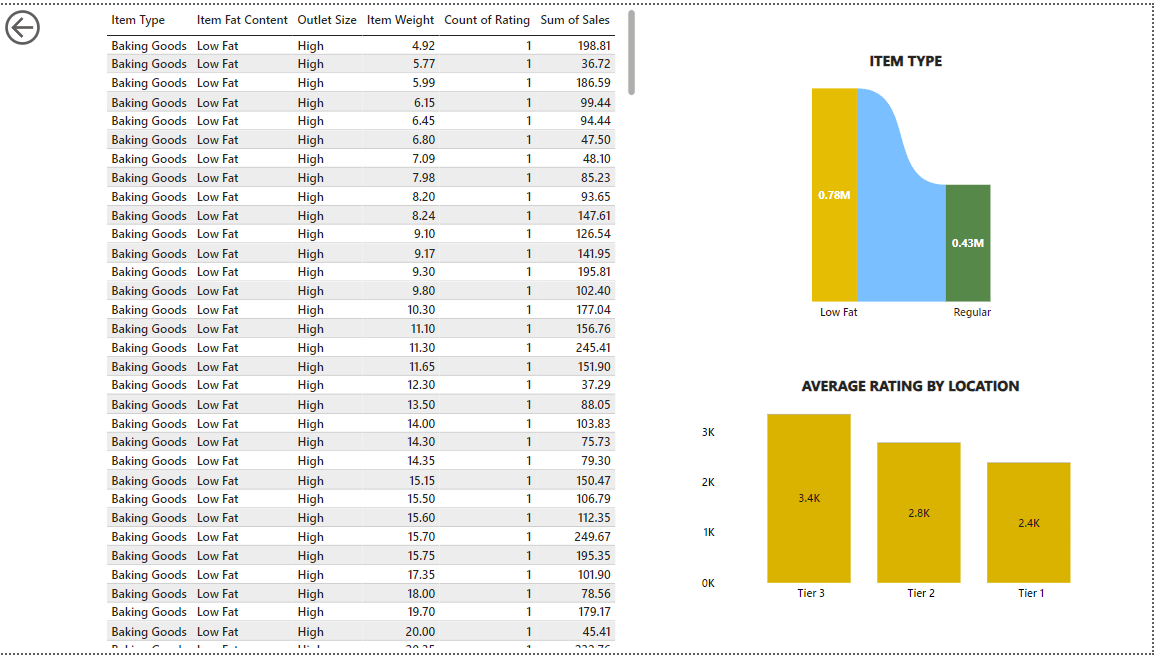 Item Type Item Fat Content Outlet Size Item Weight Count of Rating Sum of Sales
Baking Goods Low Fat High 4.92 1 198.81
Baking Goods Low Fat High 5.77 1 36.72
Baking Goods Low Fat High 5.99 1 186.59
Baking Goods Low Fat High 6.15 1 99.44
Baking Goods Low Fat High 6.45 1 94.44
Baking Goods Low Fat High 6.80 1 47.50
Baking Goods Low Fat High 7.09 1 48.10
Baking Goods Low Fat High 7.98 1 85.23
Baking Goods Low Fat High 8.20 1 93.65
Baking Goods Low Fat High 8.24 1 147.61
Baking Goods Low Fat High 9.10 1 126.54
Baking Goods Low Fat High 9.17 1 141.95
Baking Goods Low Fat High 9.30 1 195.81
Baking Goods Low Fat High 9.80 1 102.40
Baking Goods Low Fat High 10.30 1 177.04
Baking Goods Low Fat High 11.10 1 156.76
Baking Goods Low Fat High 11.30 1 245.41
Baking Goods Low Fat High 11.65 1 151.90
Baking Goods Low Fat High 12.30 1 37.29
Baking Goods Low Fat High 13.50 1 88.05
Baking Goods Low Fat High 14.00 1 103.83
Baking Goods Low Fat High 14.30 1 75.73
Baking Goods Low Fat High 14.35 1 79.30
Baking Goods Low Fat High 15.15 1 150.47
Baking Goods Low Fat High 15.50 1 106.79
Baking Goods Low Fat High 15.60 1 112.35
Baking Goods Low Fat High 15.70 1 249.67
Baking Goods Low Fat High 15.75 1 195.35
Baking Goods Low Fat High 17.35 1 101.90
Baking Goods Low Fat High 18.00 1 78.56
Baking Goods Low Fat High 19.70 1 179.17
Baking Goods Low Fat High 20.00 1 45.41
ITEM TYPE
0.78M
0.43M
Low Fat Regular
AVERAGE RATING BY LOCATION
3K
2K
1K
0K
3.4K
2.8K
2.4K
Tier 3 Tier 2 Tier 1